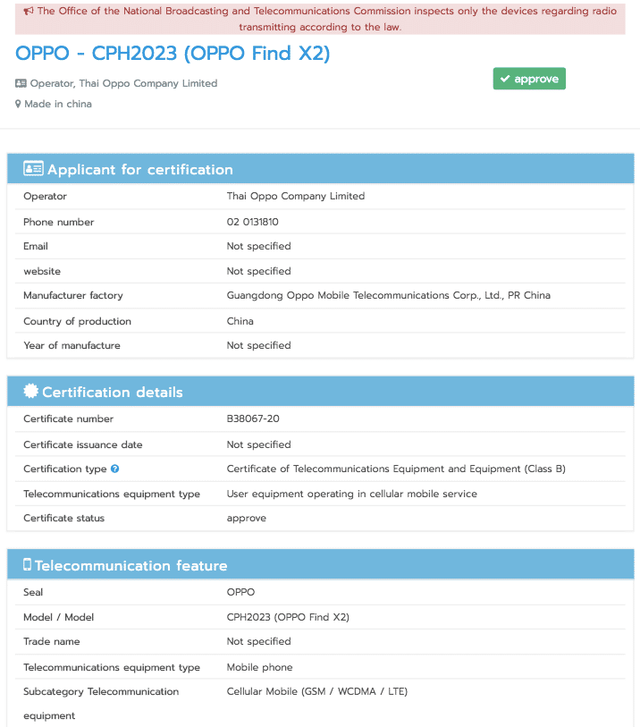 The Office of the National Broadcasting and Telecommunications Commission inspects only the devices regarding radio
transmitting according to the law.
OPPO - CPH2023 (OPPO Find X2)
Operator, Thai Oppo Company Limited
approve
Made in china
Applicant for certification
Operator Thai Oppo Company Limited
Phone number 02 0131810
Email Not specified
website Not specified
Manufacturer factory Guangdong Oppo Mobile Telecommunications Corp., Ltd., PR China
Country of production China
Year of manufacture Not specified
Certification details
Certificate number B38067-20
Certificate issuance date Not specified
Certification type Certificate of Telecommunications Equipment and Equipment (Class B)
Telecommunications equipment type User equipment operating in cellular mobile service
Certificate status approve
Telecommunication feature
Seal OPPO
Model / Model CPH2023 (OPPO Find X2)
Trade name Not specified
Telecommunications equipment type Mobile phone
Subcategory Telecommunication Cellular Mobile (GSM / WCDMA / LTE)
equipment